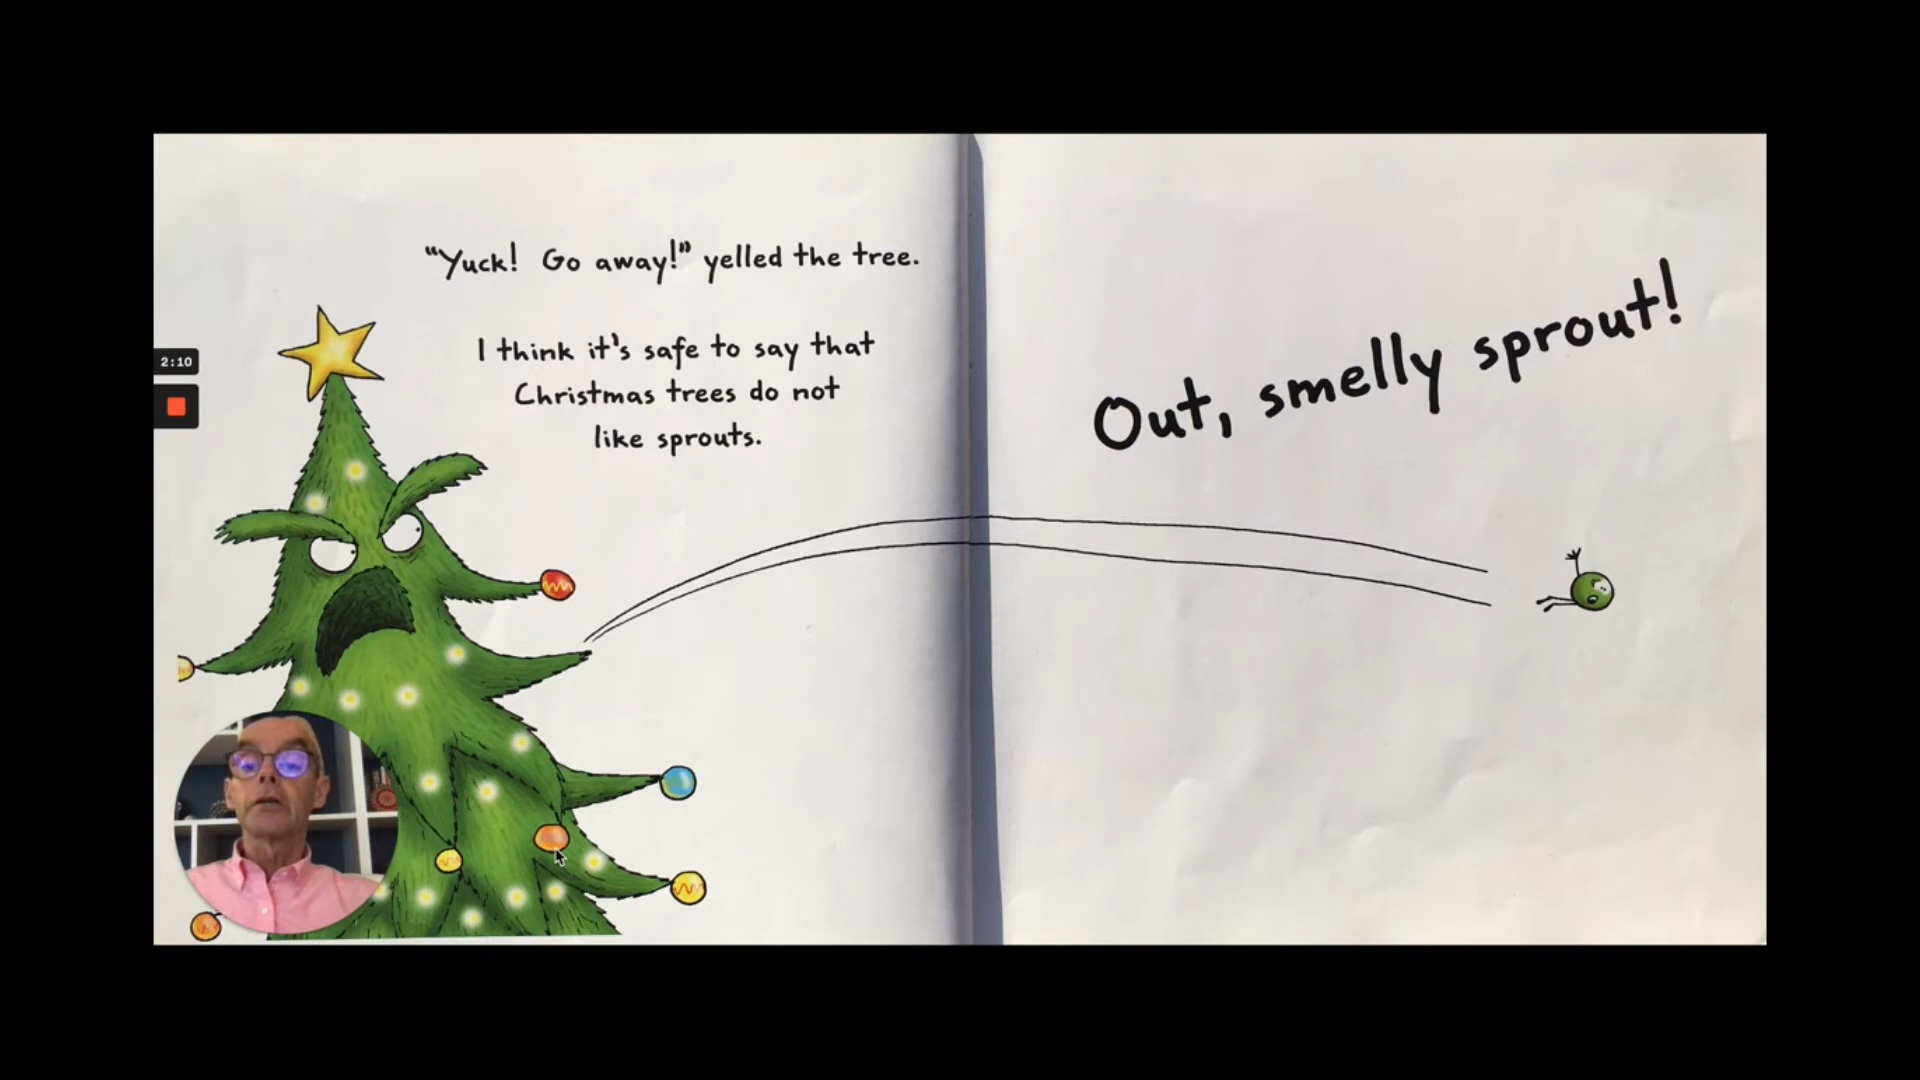 "Yuck! Go away!" yelled the tree.
I think it's safe to say that
Christmas trees do not
like sprouts.
Out, smelly sprout!
2:10